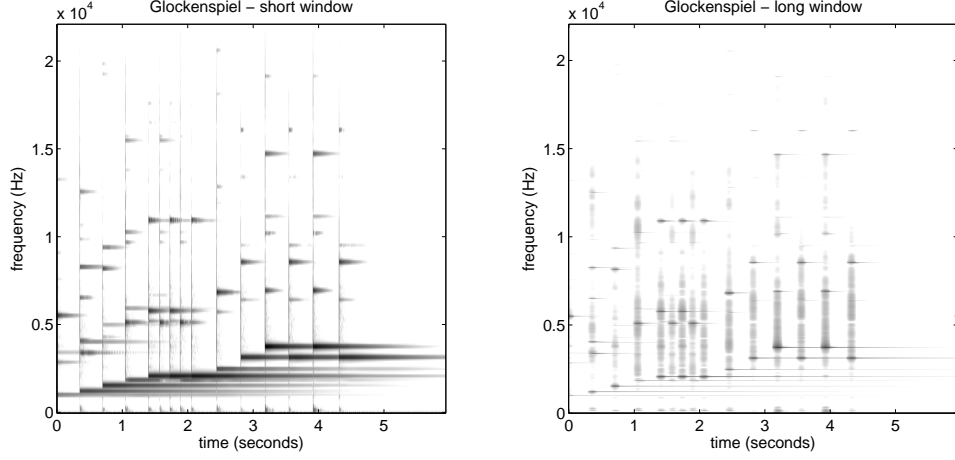 Glockenspiel – short window
x 10⁴
2
1.5
1
0.5
0
frequency (Hz)
0 1 2 3 4 5
time (seconds)
Glockenspiel – long window
x 10⁴
2
1.5
1
0.5
0
frequency (Hz)
0 1 2 3 4 5
time (seconds)